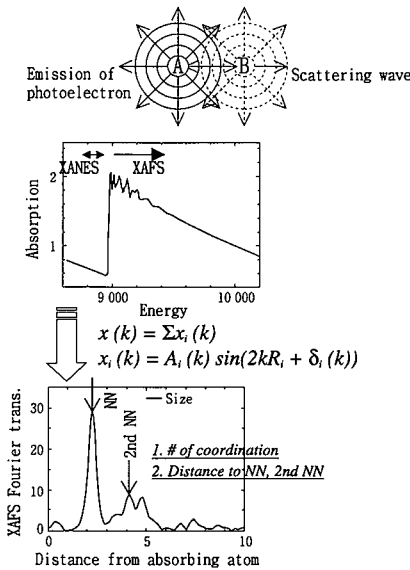 A
B
Emission of
photoelectron
Scattering wave
XANES
XAFS
Absorption
2
1
9 000
10 000
Energy
x(k) = Σx_i(k)
x_i(k) = A_i(k) sin(2kR_i + δ_i(k))
XAFS Fourier trans.
30
20
10
0
NN
2nd NN
Size
1. # of coordination
2. Distance to NN, 2nd NN
0
5
10
Distance from absorbing atom